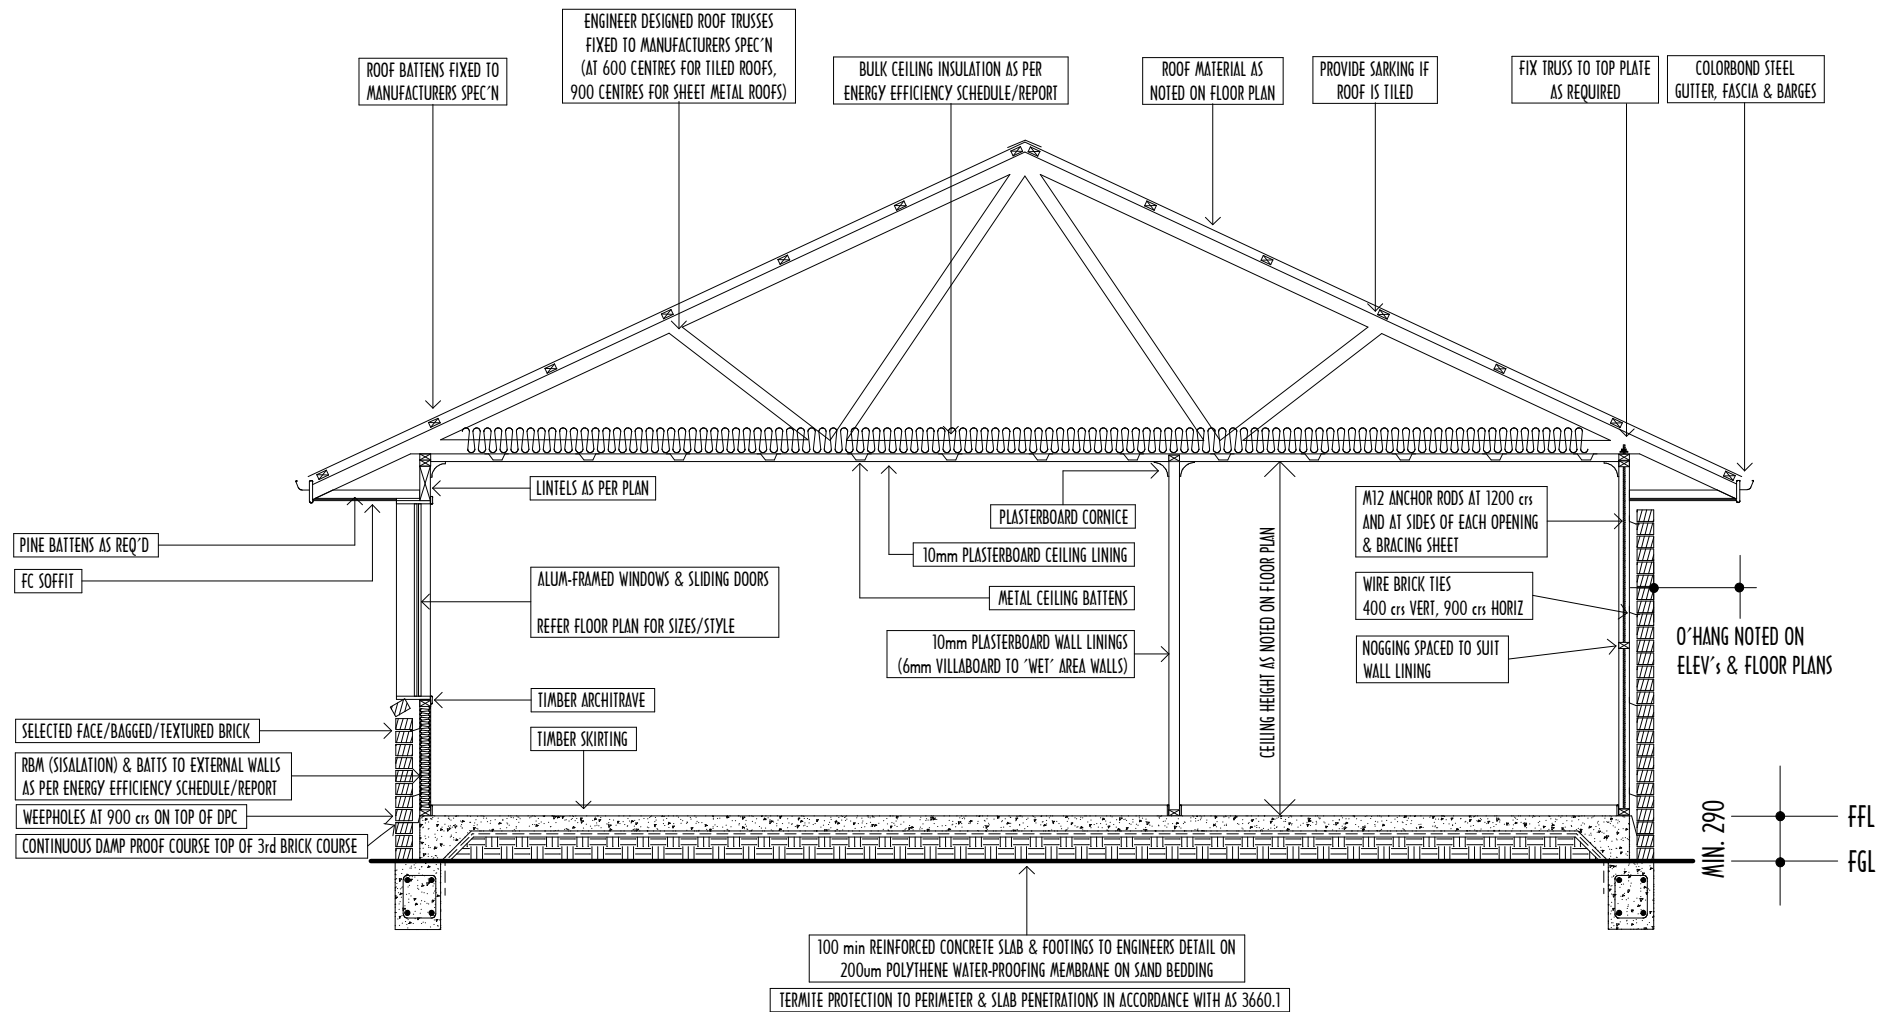 ENGINEER DESIGNED ROOF TRUSSES
FIXED TO MANUFACTURERS SPEC'N
(AT 600 CENTRES FOR TILED ROOFS,
900 CENTRES FOR SHEET METAL ROOFS)
ROOF BATTENS FIXED TO
MANUFACTURERS SPEC'N
BULK CEILING INSULATION AS PER
ENERGY EFFICIENCY SCHEDULE/REPORT
ROOF MATERIAL AS
NOTED ON FLOOR PLAN
PROVIDE SARKING IF
ROOF IS TILED
FIX TRUSS TO TOP PLATE
AS REQUIRED
COLORBOND STEEL
GUTTER, FASCIA & BARGES
LINTELS AS PER PLAN
PLASTERBOARD CORNICE
10mm PLASTERBOARD CEILING LINING
METAL CEILING BATTENS
M12 ANCHOR RODS AT 1200 crs
AND AT SIDES OF EACH OPENING
& BRACING SHEET
PINE BATTENS AS REQ'D
FC SOFFIT
ALUM-FRAMED WINDOWS & SLIDING DOORS
REFER FLOOR PLAN FOR SIZES/STYLE
WIRE BRICK TIES
400 crs VERT, 900 crs HORIZ
10mm PLASTERBOARD WALL LININGS
(6mm VILLABOARD TO 'WET' AREA WALLS)
CEILING HEIGHT AS NOTED ON FLOOR PLAN
NOGGING SPACED TO SUIT
WALL LINING
O'HANG NOTED ON
ELEV's & FLOOR PLANS
TIMBER ARCHITRAVE
TIMBER SKIRTING
SELECTED FACE/BAGGED/TEXTURED BRICK
RBM (SISALATION) & BATTS TO EXTERNAL WALLS
AS PER ENERGY EFFICIENCY SCHEDULE/REPORT
WEEPHOLES AT 900 crs ON TOP OF DPC
CONTINUOUS DAMP PROOF COURSE TOP OF 3rd BRICK COURSE
MIN. 290
FFL
FGL
100 min REINFORCED CONCRETE SLAB & FOOTINGS TO ENGINEERS DETAIL ON
200um POLYTHENE WATER-PROOFING MEMBRANE ON SAND BEDDING
TERMITE PROTECTION TO PERIMETER & SLAB PENETRATIONS IN ACCORDANCE WITH AS 3660.1